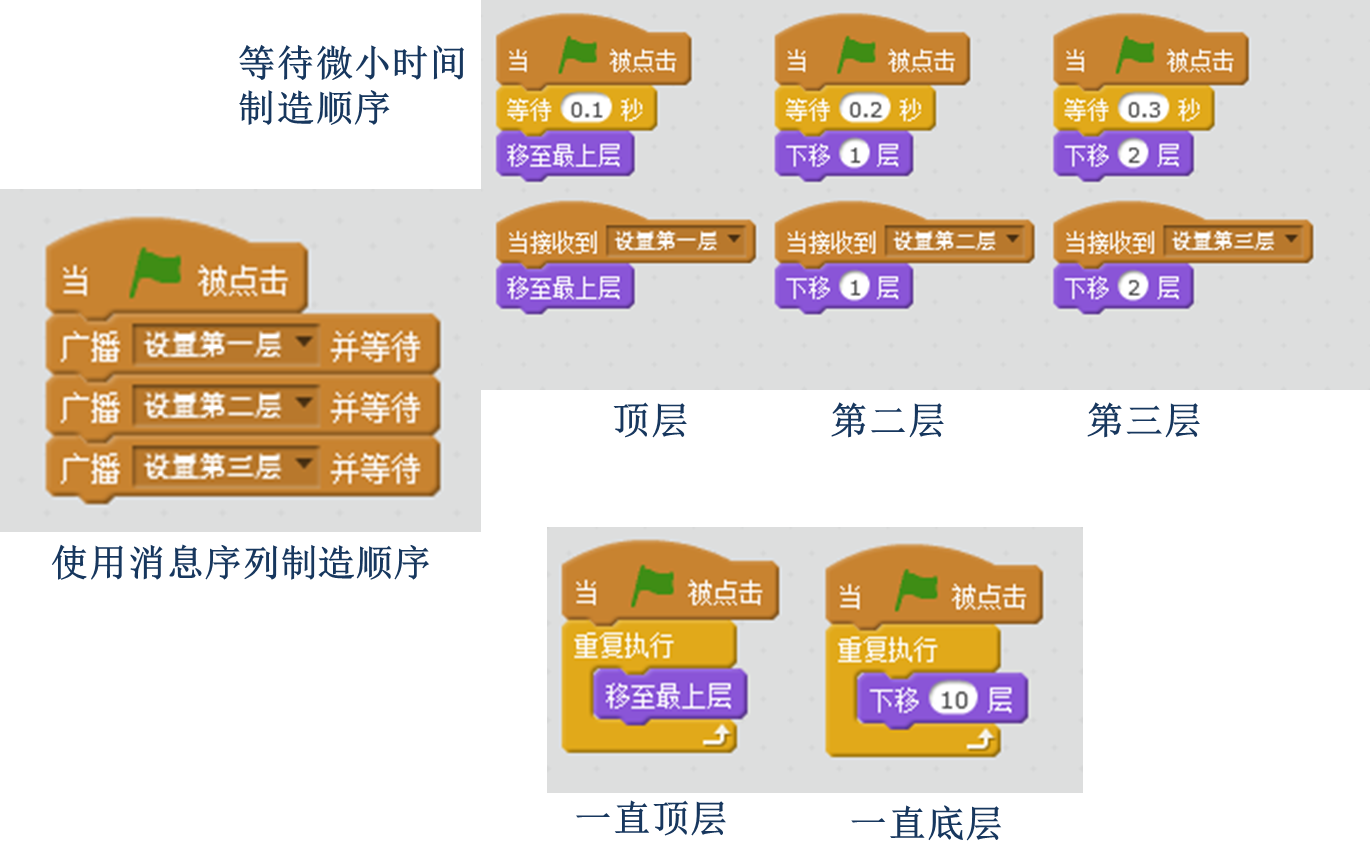 等待微小时间
制造顺序
当 被点击
等待 0.1 秒
移至最上层
当 被点击
等待 0.2 秒
下移 1 层
当 被点击
等待 0.3 秒
下移 2 层
当接收到 设置第一层
移至最上层
当接收到 设置第二层
下移 1 层
当接收到 设置第三层
下移 2 层
顶层
第二层
第三层
当 被点击
广播 设置第一层 并等待
广播 设置第二层 并等待
广播 设置第三层 并等待
使用消息序列制造顺序
当 被点击
重复执行
移至最上层
一直顶层
当 被点击
重复执行
下移 10 层
一直底层